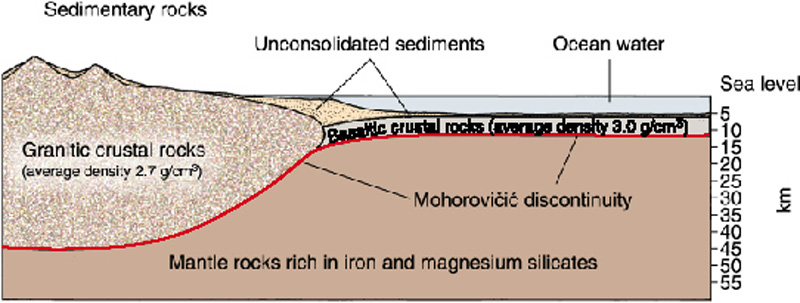 Sedimentary rocks
Unconsolidated sediments
Ocean water
Sea level
5
10
15
20
25
30
35
40
45
50
55
km
Basaltic crustal rocks (average density 3.0 g/cm³)
Granitic crustal rocks
(average density 2.7 g/cm³)
Mohorovičić discontinuity
Mantle rocks rich in iron and magnesium silicates